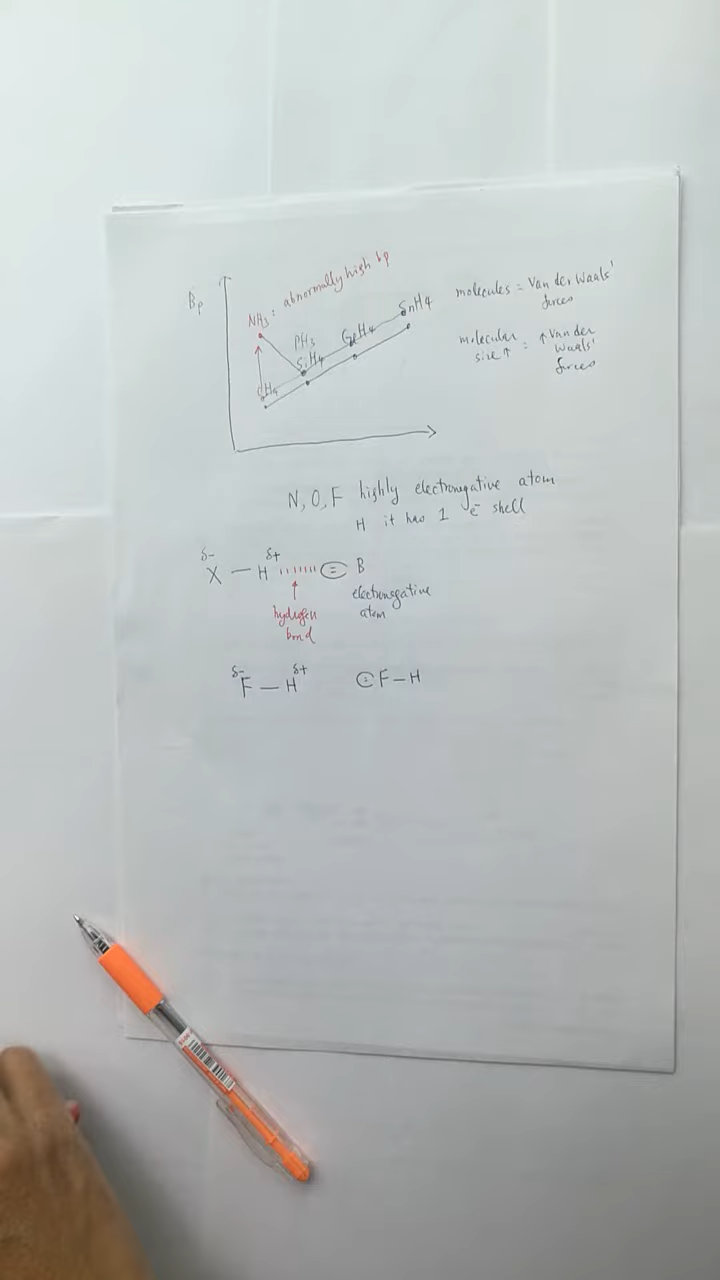 Bp
NH₃ : abnormally high bp
PH₃
SiH₄
GeH₄
SnH4
CH₄
molecules = Van der Waals'
forces
molecular
size ↑ = ↑ Van der
Waals'
forces
N, O, F highly electronegative atom
H it has 1 e⁻ shell
δ- δ+
X — H ııııııı (:) B
↑
hydrogen
bond
electronegative
atom
δ- δ+
F — H (:) F–H